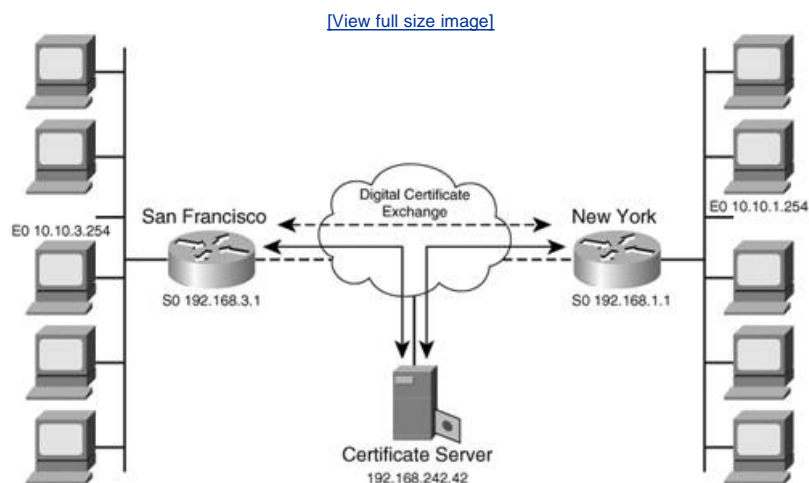 [View full size image]
Digital Certificate
Exchange
San Francisco
New York
E0 10.10.3.254
E0 10.10.1.254
S0 192.168.3.1
S0 192.168.1.1
Certificate Server
192.168.242.42